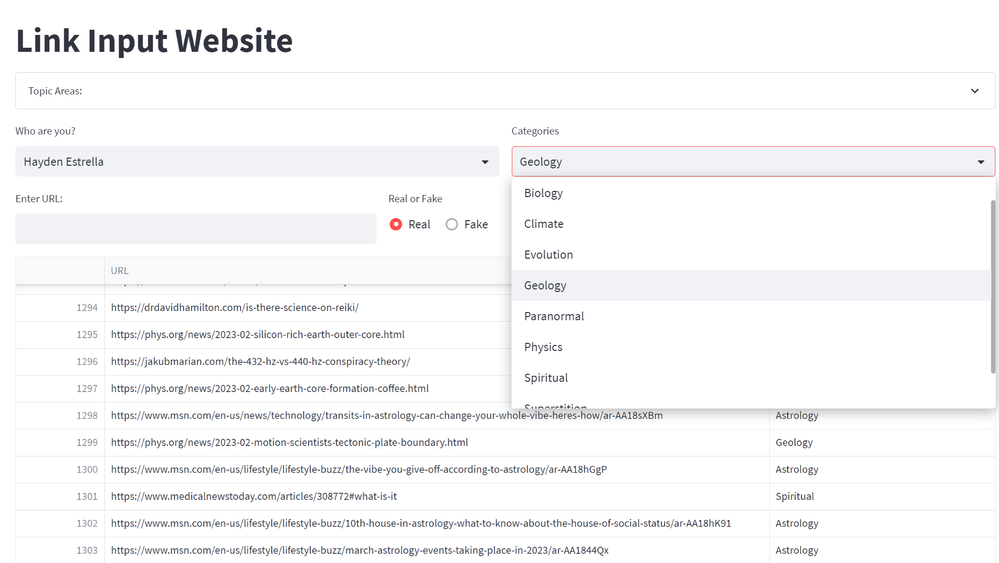 Link Input Website
Topic Areas:
Who are you?
Categories
Hayden Estrella
Geology
Enter URL:
Real or Fake
Real
Fake
Biology
Climate
Evolution
Geology
Paranormal
Physics
Spiritual
Superstition
URL
1294 https://drdavidhamilton.com/is-there-science-on-reiki/
1295 https://phys.org/news/2023-02-silicon-rich-earth-outer-core.html
1296 https://jakubmarian.com/the-432-hz-vs-440-hz-conspiracy-theory/
1297 https://phys.org/news/2023-02-early-earth-core-formation-coffee.html
1298 https://www.msn.com/en-us/news/technology/transits-in-astrology-can-change-your-whole-vibe-heres-how/ar-AA18sXBm Astrology
1299 https://phys.org/news/2023-02-motion-scientists-tectonic-plate-boundary.html Geology
1300 https://www.msn.com/en-us/lifestyle/lifestyle-buzz/the-vibe-you-give-off-according-to-astrology/ar-AA18hGgP Astrology
1301 https://www.medicalnewstoday.com/articles/308772#what-is-it Spiritual
1302 https://www.msn.com/en-us/lifestyle/lifestyle-buzz/10th-house-in-astrology-what-to-know-about-the-house-of-social-status/ar-AA18hK91 Astrology
1303 https://www.msn.com/en-us/lifestyle/lifestyle-buzz/march-astrology-events-taking-place-in-2023/ar-AA1844Qx Astrology